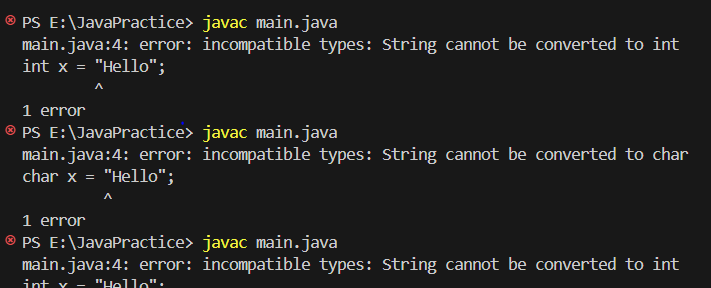 PS E:\JavaPractice> javac main.java
main.java:4: error: incompatible types: String cannot be converted to int
int x = "Hello";
^
1 error
PS E:\JavaPractice> javac main.java
main.java:4: error: incompatible types: String cannot be converted to char
char x = "Hello";
^
1 error
PS E:\JavaPractice> javac main.java
main.java:4: error: incompatible types: String cannot be converted to int
int x = "Hello";